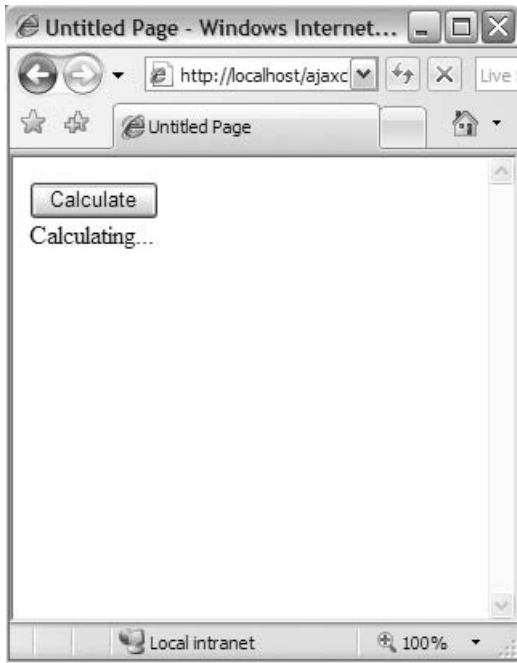 Untitled Page - Windows Internet...
http://localhost/ajaxc
Live
Untitled Page
Calculate
Calculating...
Local intranet
100%